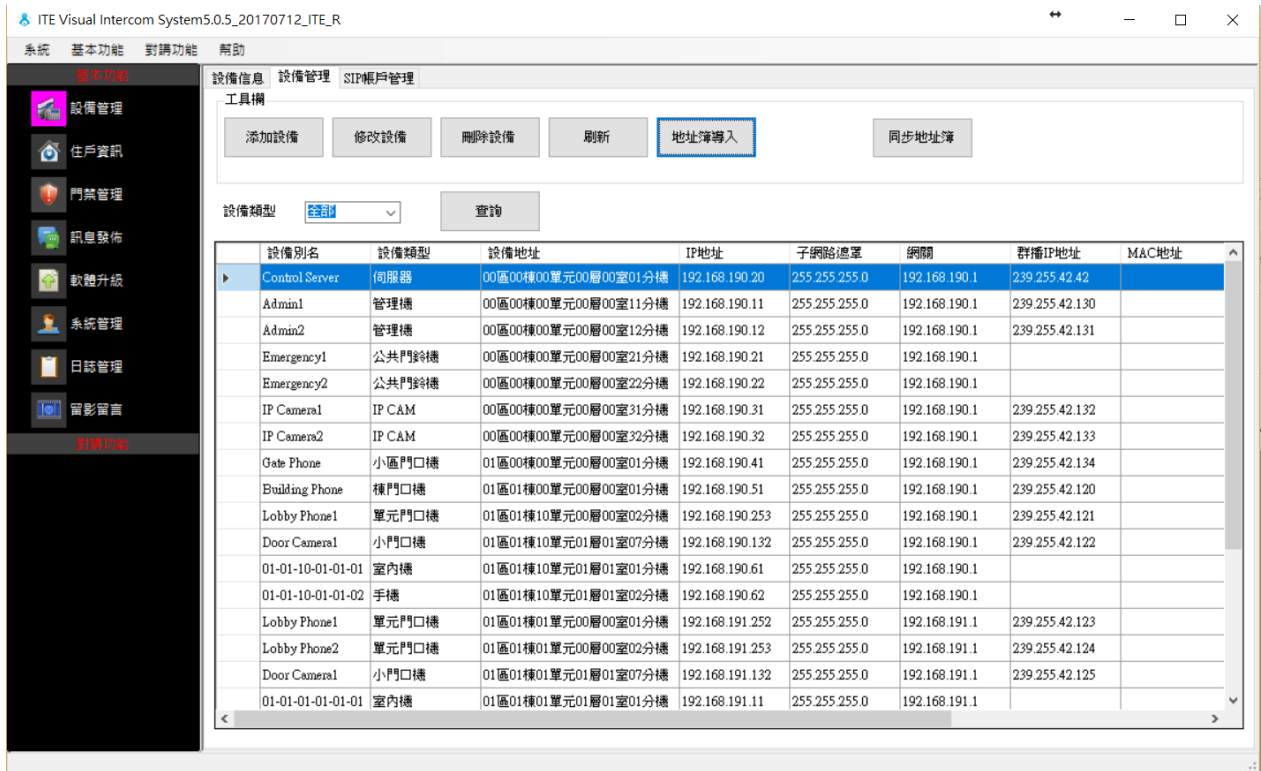 ITE Visual Intercom System5.0.5_20170712_ITE_R
系統 基本功能 對講功能 幫助
基本功能
設備管理
住戶資訊
門禁管理
訊息發佈
軟體升級
系統管理
日誌管理
留影留言
對講功能
設備信息 設備管理 SIP帳戶管理
工具欄
添加設備 修改設備 刪除設備 刷新 地址簿導入 同步地址簿
設備類型 全部 查詢
設備別名 設備類型 設備地址 IP地址 子網路遮罩 網關 群播IP地址 MAC地址
Control Server 伺服器 00區00棟00單元00層00室01分機 192.168.190.20 255.255.255.0 192.168.190.1 239.255.42.42
Admin1 管理機 00區00棟00單元00層00室11分機 192.168.190.11 255.255.255.0 192.168.190.1 239.255.42.130
Admin2 管理機 00區00棟00單元00層00室12分機 192.168.190.12 255.255.255.0 192.168.190.1 239.255.42.131
Emergency1 公共門鈴機 00區00棟00單元00層00室21分機 192.168.190.21 255.255.255.0 192.168.190.1
Emergency2 公共門鈴機 00區00棟00單元00層00室22分機 192.168.190.22 255.255.255.0 192.168.190.1
IP Camera1 IP CAM 00區00棟00單元00層00室31分機 192.168.190.31 255.255.255.0 192.168.190.1 239.255.42.132
IP Camera2 IP CAM 00區00棟00單元00層00室32分機 192.168.190.32 255.255.255.0 192.168.190.1 239.255.42.133
Gate Phone 小區門口機 01區00棟00單元00層00室01分機 192.168.190.41 255.255.255.0 192.168.190.1 239.255.42.134
Building Phone 棟門口機 01區01棟00單元00層00室01分機 192.168.190.51 255.255.255.0 192.168.190.1 239.255.42.120
Lobby Phone1 單元門口機 01區01棟10單元00層00室02分機 192.168.190.253 255.255.255.0 192.168.190.1 239.255.42.121
Door Camera1 小門口機 01區01棟10單元01層01室07分機 192.168.190.132 255.255.255.0 192.168.190.1 239.255.42.122
01-01-10-01-01-01 室內機 01區01棟10單元01層01室01分機 192.168.190.61 255.255.255.0 192.168.190.1
01-01-10-01-01-02 手機 01區01棟10單元01層01室02分機 192.168.190.62 255.255.255.0 192.168.190.1
Lobby Phone1 單元門口機 01區01棟01單元00層00室01分機 192.168.191.252 255.255.255.0 192.168.191.1 239.255.42.123
Lobby Phone2 單元門口機 01區01棟01單元00層00室02分機 192.168.191.253 255.255.255.0 192.168.191.1 239.255.42.124
Door Camera1 小門口機 01區01棟01單元01層01室07分機 192.168.191.132 255.255.255.0 192.168.191.1 239.255.42.125
01-01-01-01-01-01 室內機 01區01棟01單元01層01室01分機 192.168.191.11 255.255.255.0 192.168.191.1